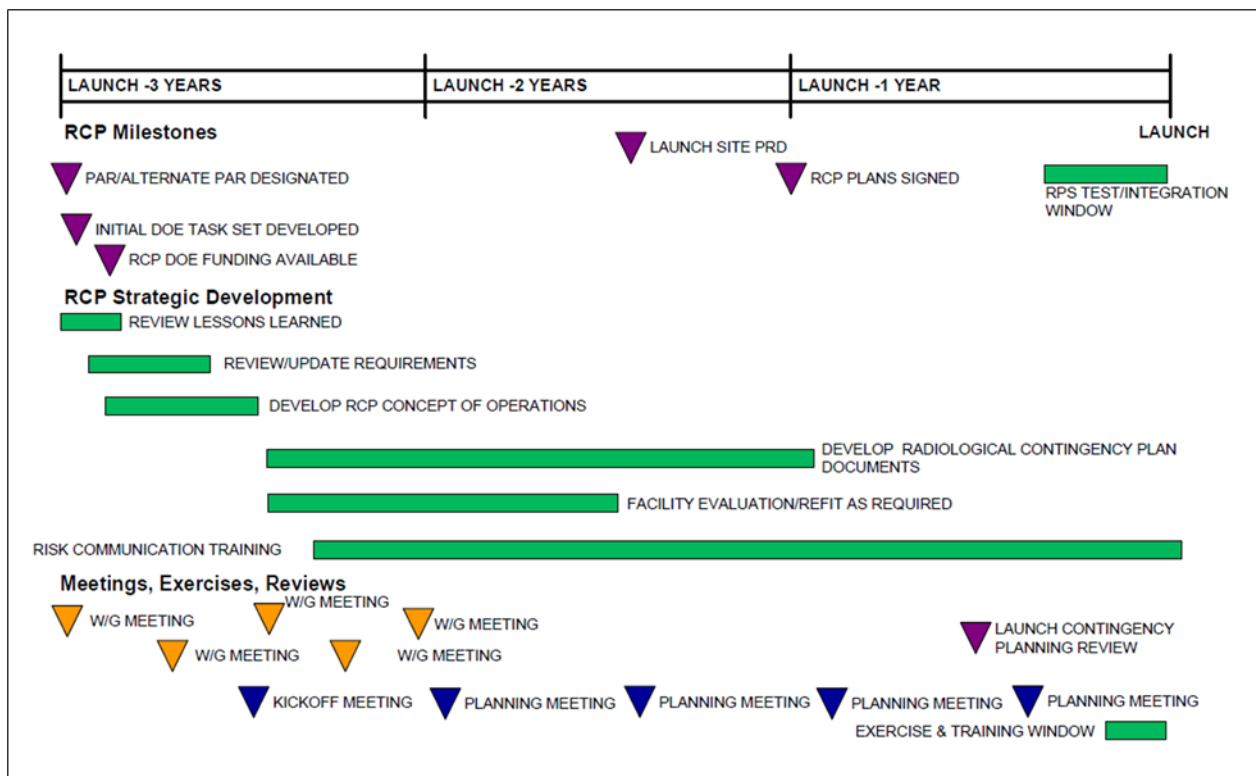 LAUNCH -3 YEARS
LAUNCH -2 YEARS
LAUNCH -1 YEAR
RCP Milestones
LAUNCH
LAUNCH SITE PRD
PAR/ALTERNATE PAR DESIGNATED
RCP PLANS SIGNED
RPS TEST/INTEGRATION
WINDOW
INITIAL DOE TASK SET DEVELOPED
RCP DOE FUNDING AVAILABLE
RCP Strategic Development
REVIEW LESSONS LEARNED
REVIEW/UPDATE REQUIREMENTS
DEVELOP RCP CONCEPT OF OPERATIONS
DEVELOP RADIOLOGICAL CONTINGENCY PLAN
DOCUMENTS
FACILITY EVALUATION/REFIT AS REQUIRED
RISK COMMUNICATION TRAINING
Meetings, Exercises, Reviews
W/G MEETING
W/G MEETING
W/G MEETING
W/G MEETING
W/G MEETING
LAUNCH CONTINGENCY
PLANNING REVIEW
KICKOFF MEETING
PLANNING MEETING
PLANNING MEETING
PLANNING MEETING
PLANNING MEETING
EXERCISE & TRAINING WINDOW